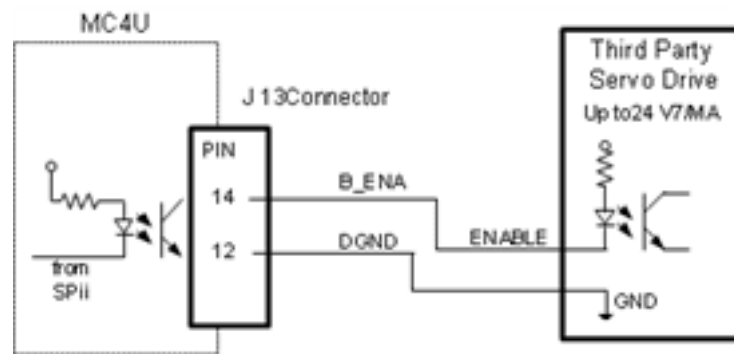 MC4U
J 13Connector
PIN
14
12
from
SPii
B_ENA
DGND
ENABLE
Third Party
Servo Drive
Up to24 V7/MA
GND